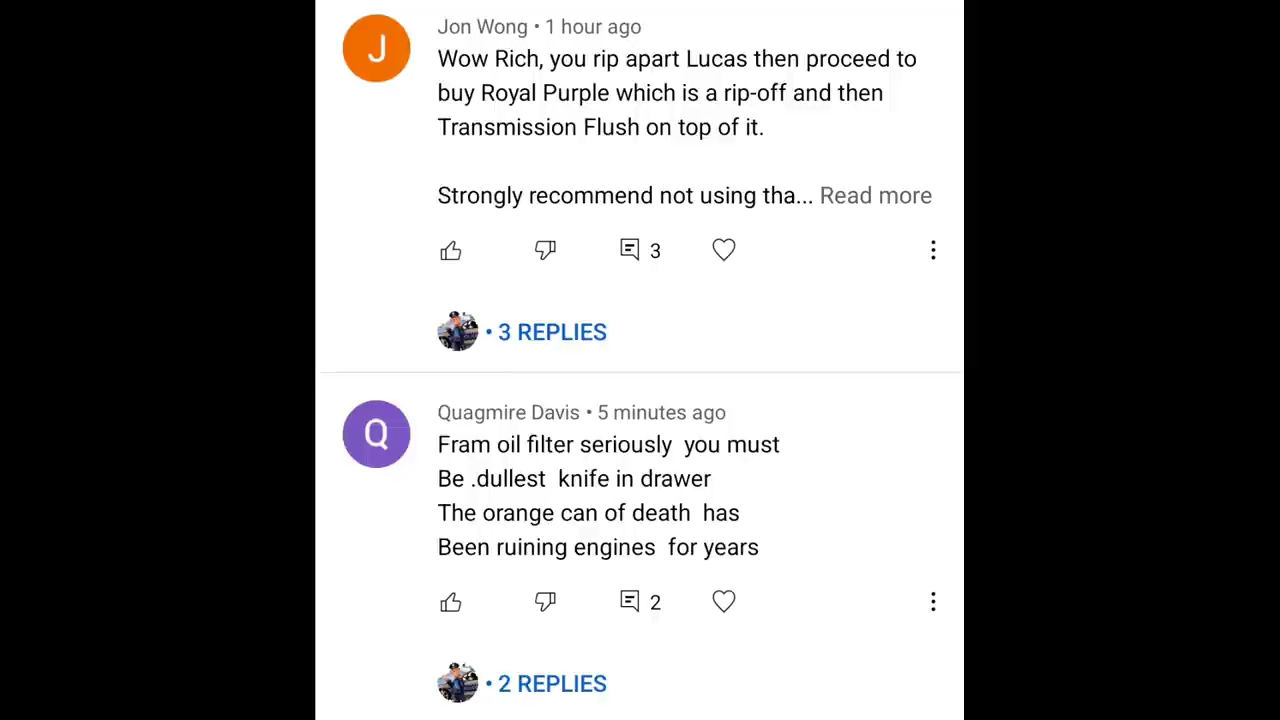 J
Jon Wong • 1 hour ago
Wow Rich, you rip apart Lucas then proceed to
buy Royal Purple which is a rip-off and then
Transmission Flush on top of it.
Strongly recommend not using tha... Read more
3
• 3 REPLIES
Q
Quagmire Davis • 5 minutes ago
Fram oil filter seriously  you must
Be .dullest  knife in drawer
The orange can of death  has
Been ruining engines  for years
2
• 2 REPLIES